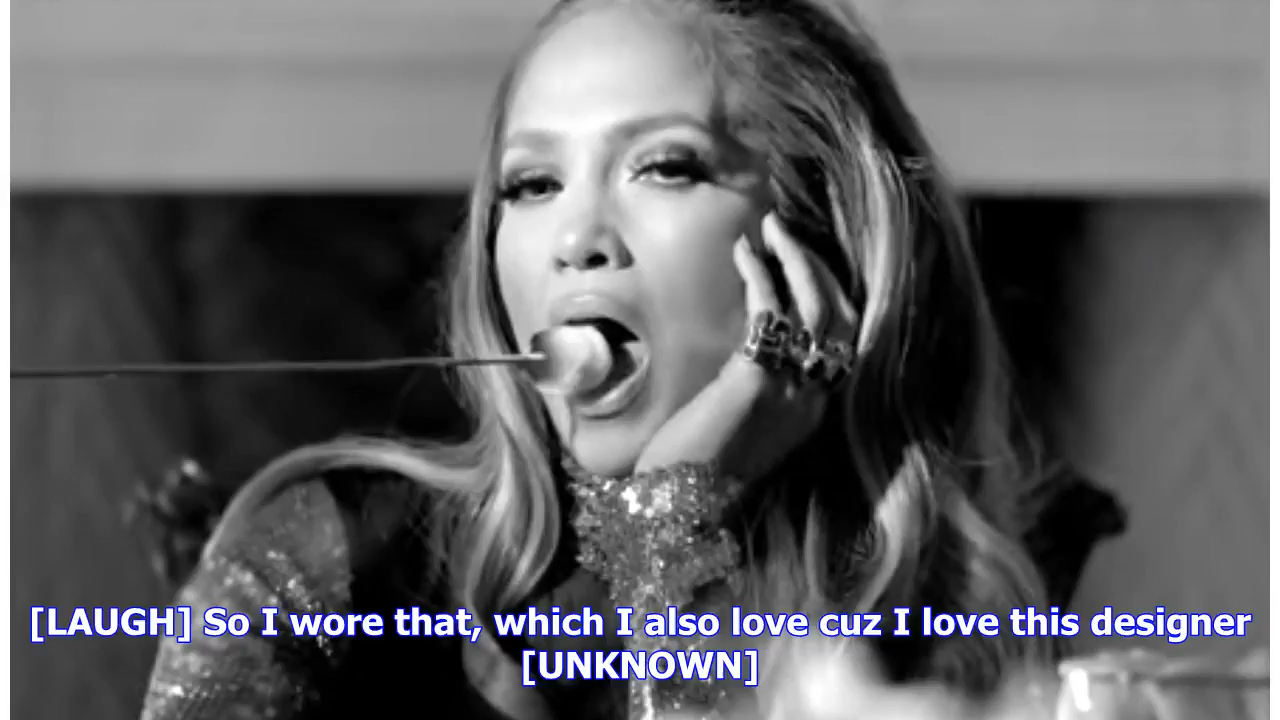 [LAUGH] So I wore that, which I also love cuz I love this designer
[UNKNOWN]